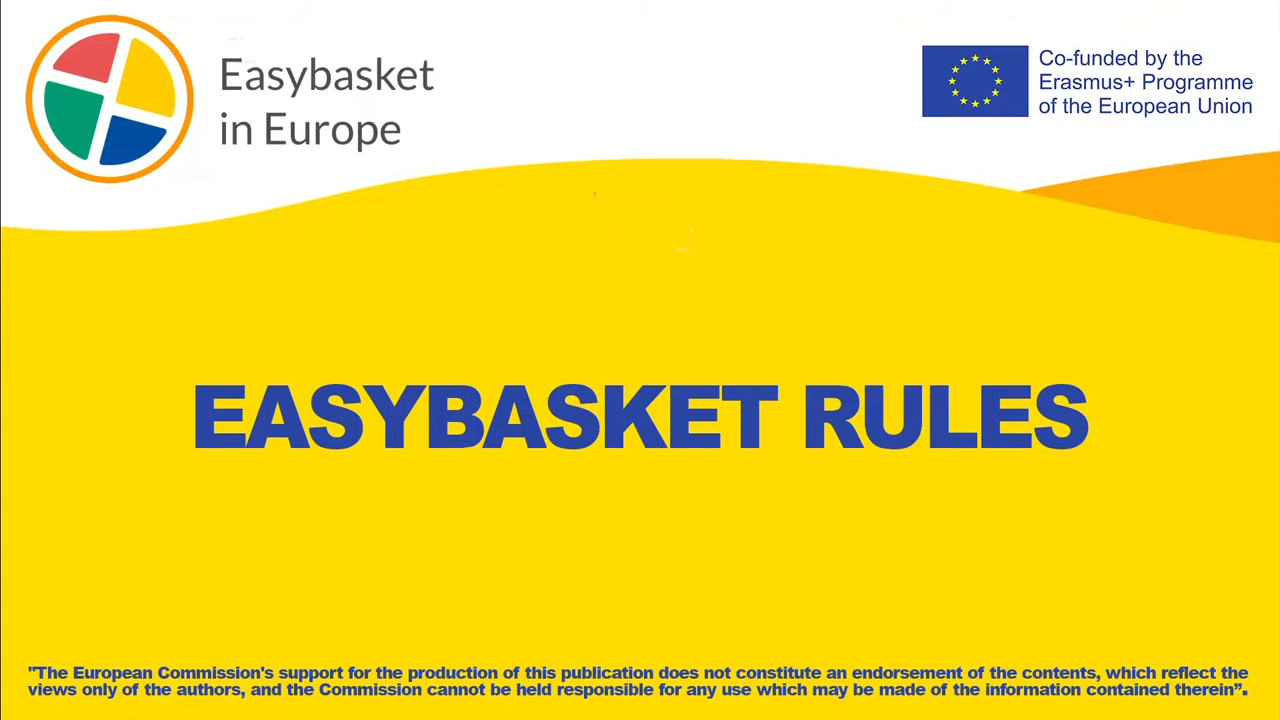 Easybasket
in Europe
Co-funded by the
Erasmus+ Programme
of the European Union
EASYBASKET RULES
"The European Commission's support for the production of this publication does not constitute an endorsement of the contents, which reflect the
views only of the authors, and the Commission cannot be held responsible for any use which may be made of the information contained therein”.